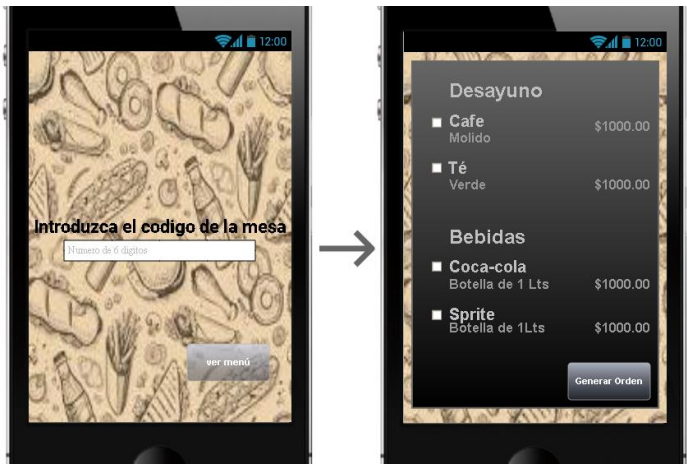 12:00
Introduzca el codigo de la mesa
Numero de 6 digitos
ver menú
12:00
Desayuno
Cafe
Molido $1000.00
Té
Verde $1000.00
Bebidas
Coca-cola
Botella de 1 Lts $1000.00
Sprite
Botella de 1Lts $1000.00
Generar Orden